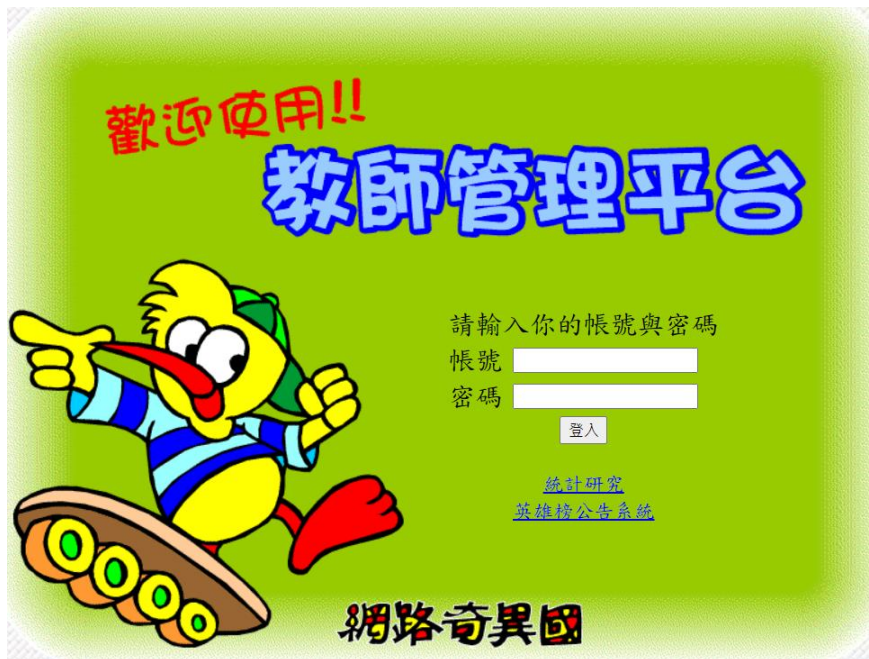 歡迎使用!!
教師管理平台
請輸入你的帳號與密碼
帳號
密碼
登入
統計研究
英雄榜公告系統
網路奇異國